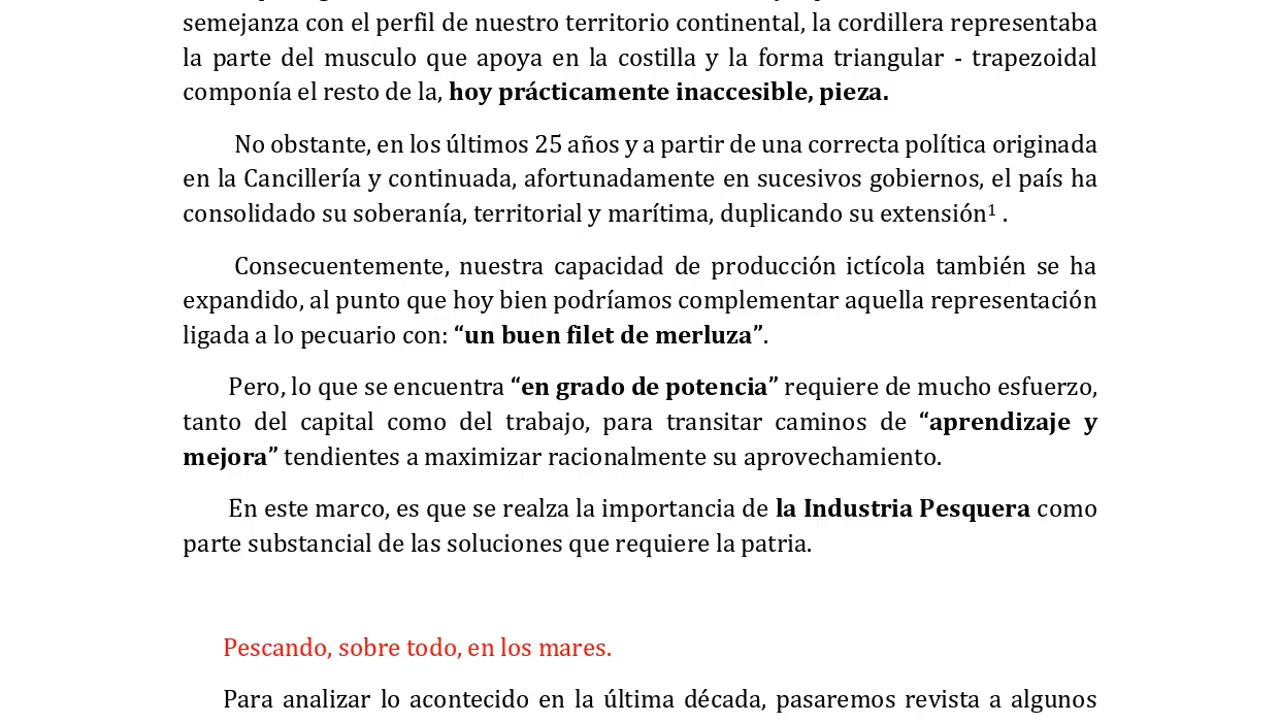 semejanza con el perfil de nuestro territorio continental, la cordillera representaba
la parte del musculo que apoya en la costilla y la forma triangular - trapezoidal
componía el resto de la, hoy prácticamente inaccesible, pieza.
No obstante, en los últimos 25 años y a partir de una correcta política originada
en la Cancillería y continuada, afortunadamente en sucesivos gobiernos, el país ha
consolidado su soberanía, territorial y marítima, duplicando su extensión¹ .
Consecuentemente, nuestra capacidad de producción ictícola también se ha
expandido, al punto que hoy bien podríamos complementar aquella representación
ligada a lo pecuario con: “un buen filet de merluza”.
Pero, lo que se encuentra “en grado de potencia” requiere de mucho esfuerzo,
tanto del capital como del trabajo, para transitar caminos de “aprendizaje y
mejora” tendientes a maximizar racionalmente su aprovechamiento.
En este marco, es que se realza la importancia de la Industria Pesquera como
parte substancial de las soluciones que requiere la patria.
Pescando, sobre todo, en los mares.
Para analizar lo acontecido en la última década, pasaremos revista a algunos